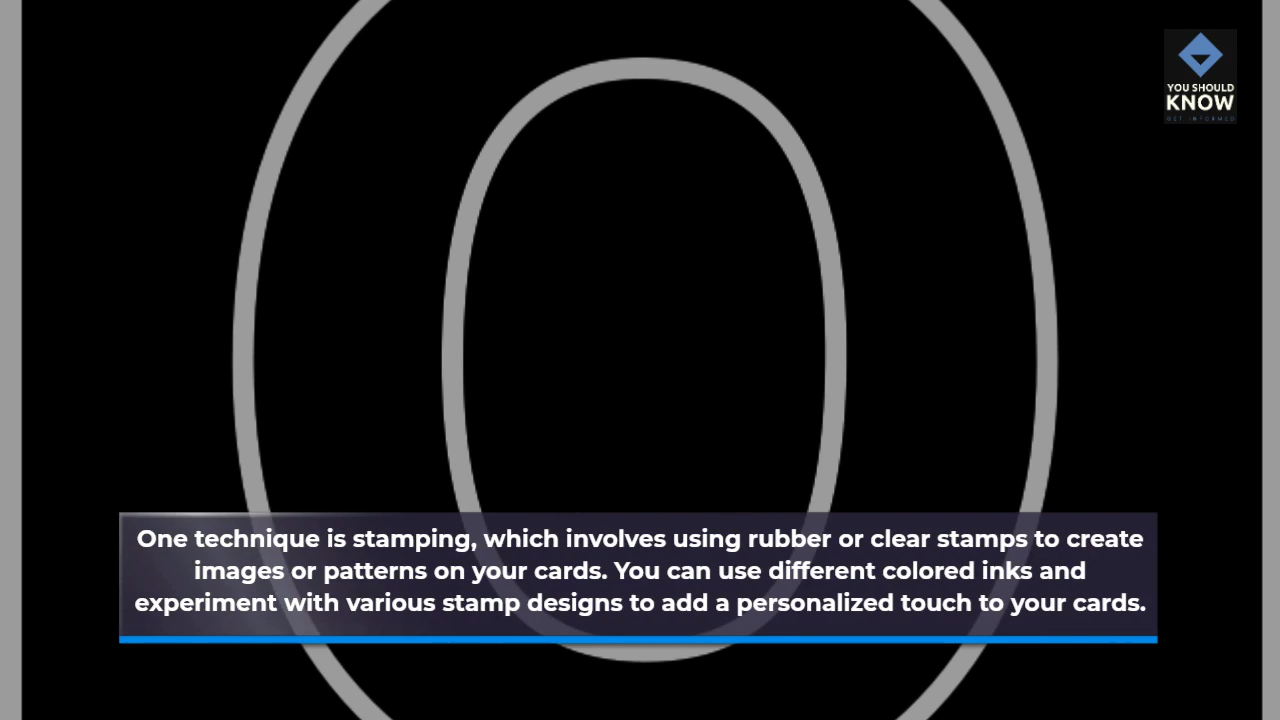 YOU SHOULD
KNOW
GET INFORMED
One technique is stamping, which involves using rubber or clear stamps to create
images or patterns on your cards. You can use different colored inks and
experiment with various stamp designs to add a personalized touch to your cards.